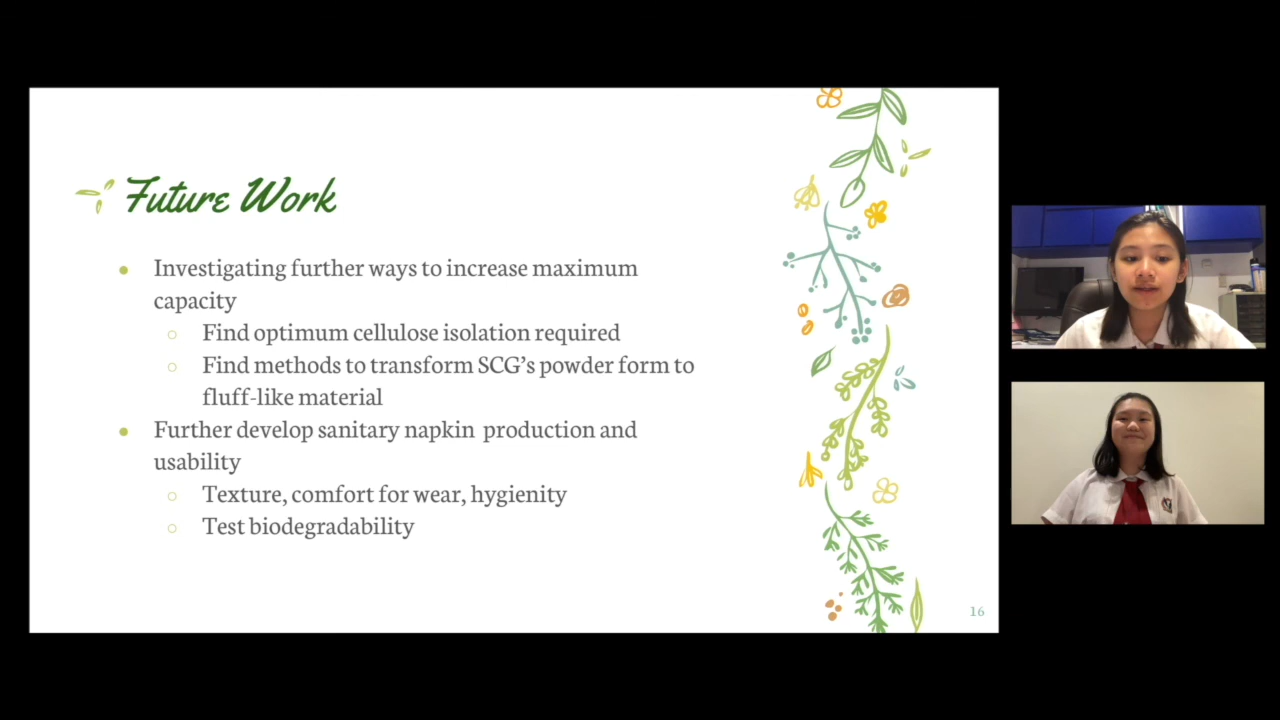 Future Work
Investigating further ways to increase maximum
capacity
Find optimum cellulose isolation required
Find methods to transform SCG’s powder form to
fluff-like material
Further develop sanitary napkin production and
usability
Texture, comfort for wear, hygienity
Test biodegradability
16